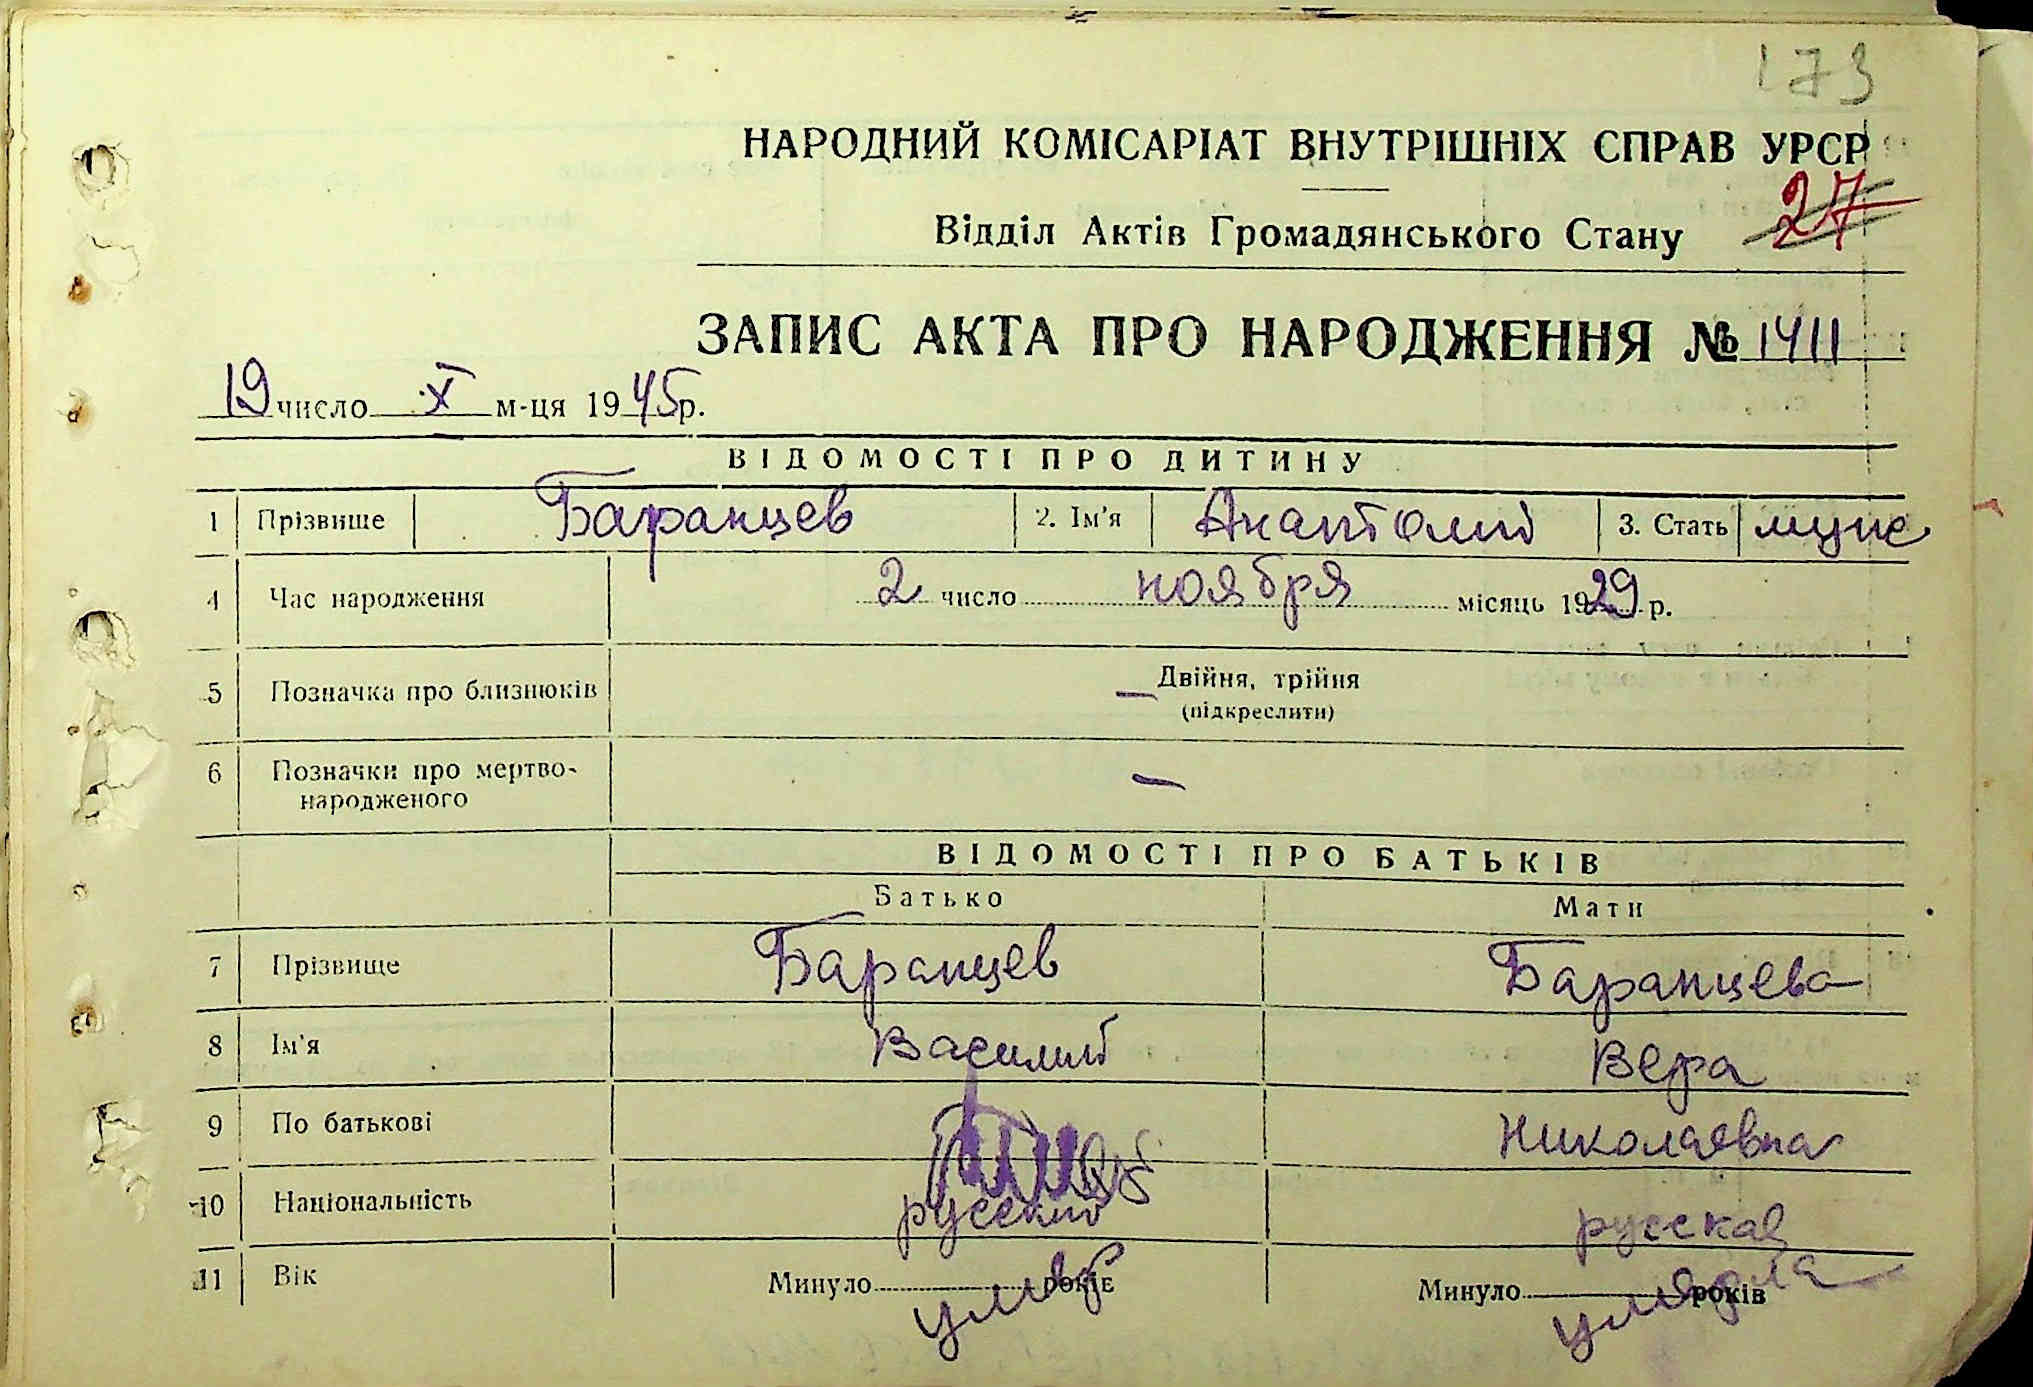 173
НАРОДНИЙ КОМІСАРІАТ ВНУТРІШНІХ СПРАВ УРСР
27
Відділ Актів Громадянського Стану
ЗАПИС АКТА ПРО НАРОДЖЕННЯ № 1411
19 число X м-ця 1945 р.
ВІДОМОСТІ ПРО ДИТИНУ
1 Прізвище Баранцев 2. Ім'я Анатолий 3. Стать муж
4 Час народження 2 число ноября місяць 1929 р.
5 Позначка про близнюків — Двійня, трійня
(підкреслити)
6 Позначки про мертво-
народженого —
ВІДОМОСТІ ПРО БАТЬКІВ
Батько Мати
7 Прізвище Баранцев Баранцева
8 Ім'я Василий Вера
9 По батькові Николаевна
10 Національність русский русская
11 Вік Минуло умер років Минуло умерла років